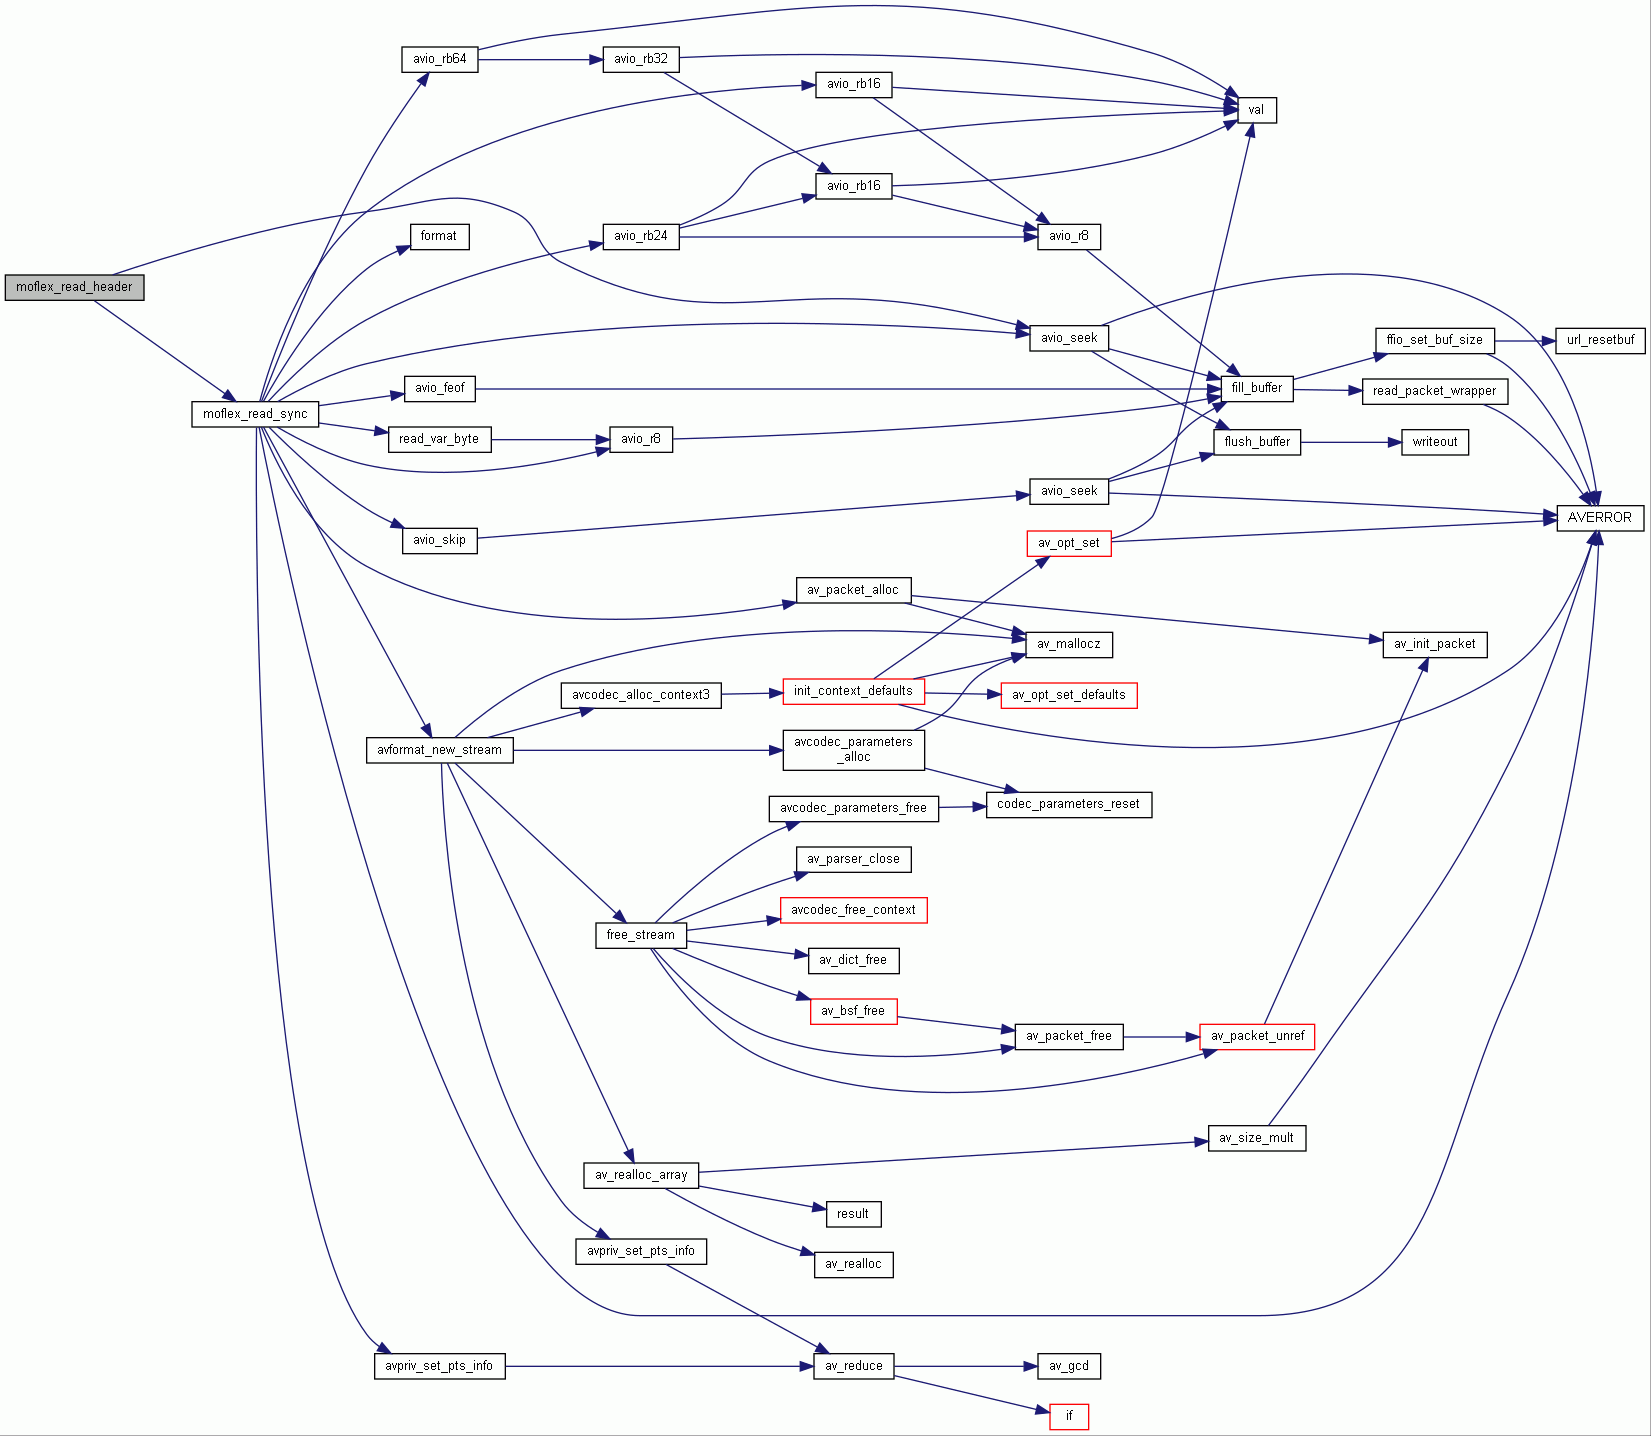 avio_rb64
avio_rb32
avio_rb16
val
avio_rb16
format
avio_rb24
avio_r8
moflex_read_header
avio_seek
ffio_set_buf_size
url_resetbuf
avio_feof
fill_buffer
read_packet_wrapper
moflex_read_sync
read_var_byte
avio_r8
flush_buffer
writeout
avio_seek
AVERROR
avio_skip
av_opt_set
av_packet_alloc
av_mallocz
av_init_packet
avcodec_alloc_context3
init_context_defaults
av_opt_set_defaults
avformat_new_stream
avcodec_parameters
_alloc
avcodec_parameters_free
codec_parameters_reset
av_parser_close
avcodec_free_context
free_stream
av_dict_free
av_bsf_free
av_packet_free
av_packet_unref
av_size_mult
av_realloc_array
result
avpriv_set_pts_info
av_realloc
avpriv_set_pts_info
av_reduce
av_gcd
if